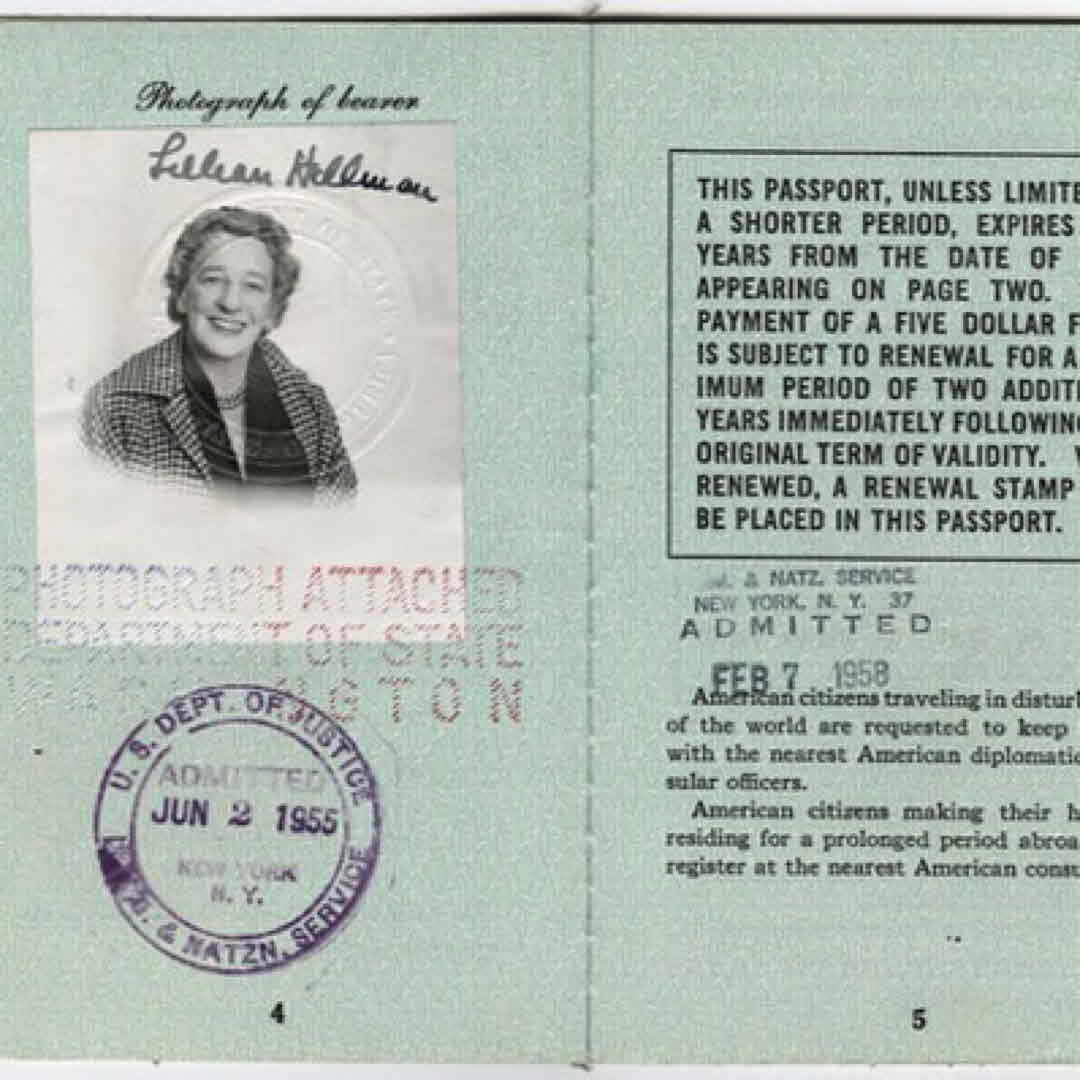 Photograph of bearer
Lillian Hellman
PHOTOGRAPH ATTACHED
DEPARTMENT OF STATE
U. S. DEPT. OF JUSTICE
ADMITTED
JUN 2 1955
NEW YORK
N. Y.
& NATZN. SERVICE
4
THIS PASSPORT, UNLESS LIMITE
A SHORTER PERIOD, EXPIRES
YEARS FROM THE DATE OF
APPEARING ON PAGE TWO.
PAYMENT OF A FIVE DOLLAR F
IS SUBJECT TO RENEWAL FOR A
IMUM PERIOD OF TWO ADDITI
YEARS IMMEDIATELY FOLLOWING
ORIGINAL TERM OF VALIDITY.
RENEWED, A RENEWAL STAMP
BE PLACED IN THIS PASSPORT.
& NATZ. SERVICE
NEW YORK, N. Y. 37
ADMITTED
FEB 7 1958
American citizens traveling in disturb
of the world are requested to keep
with the nearest American diplomatic
sular officers.
American citizens making their h
residing for a prolonged period abroa
register at the nearest American consu
5